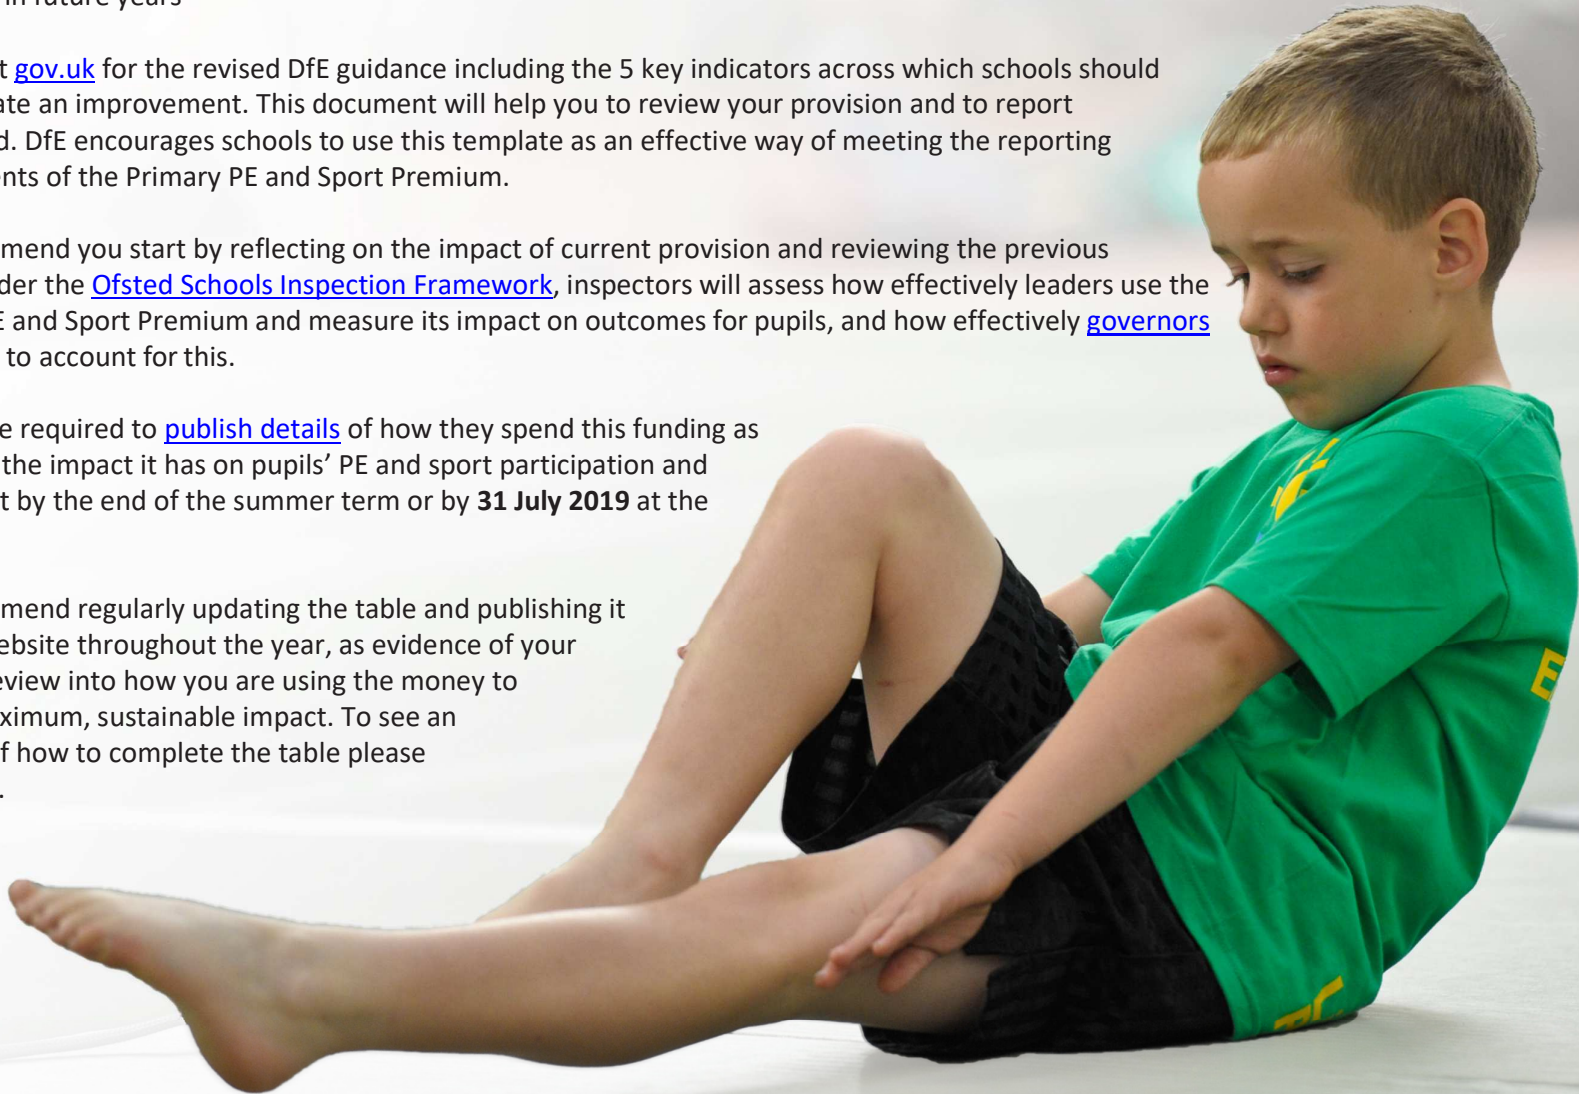 in future years
t gov.uk for the revised DfE guidance including the 5 key indicators across which schools should
ate an improvement. This document will help you to review your provision and to report
d. DfE encourages schools to use this template as an effective way of meeting the reporting
ents of the Primary PE and Sport Premium.
mend you start by reflecting on the impact of current provision and reviewing the previous
der the Ofsted Schools Inspection Framework, inspectors will assess how effectively leaders use the
E and Sport Premium and measure its impact on outcomes for pupils, and how effectively governors
to account for this.
e required to publish details of how they spend this funding as
the impact it has on pupils’ PE and sport participation and
t by the end of the summer term or by 31 July 2019 at the
mend regularly updating the table and publishing it
ebsite throughout the year, as evidence of your
eview into how you are using the money to
ximum, sustainable impact. To see an
f how to complete the table please
.
E